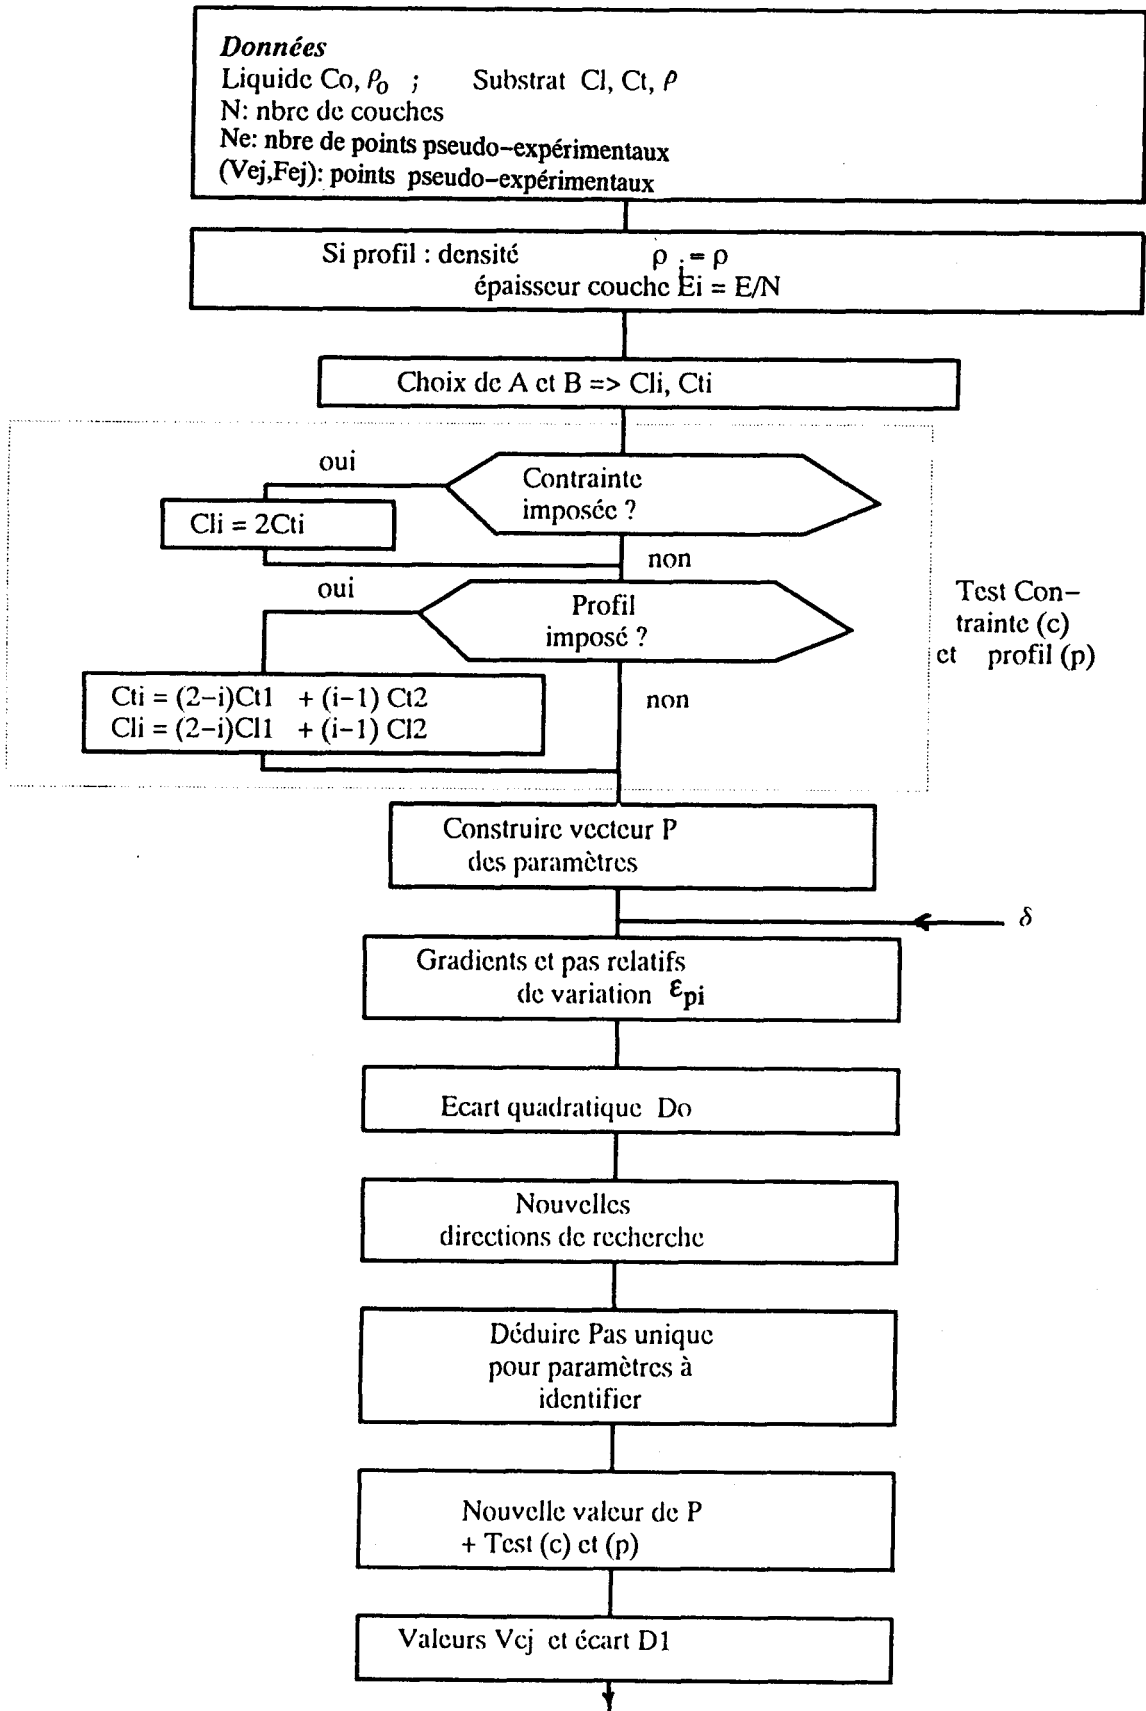 Données
Liquide Co, ρo ; Substrat Cl, Ct, ρ
N: nbre de couches
Ne: nbre de points pseudo-expérimentaux
(Vej,Fej): points pseudo-expérimentaux
Si profil : densité ρi = ρ
épaisseur couche Ei = E/N
Choix de A et B => Cli, Cti
oui
Contrainte
imposée ?
Cli = 2Cti
non
oui
Profil
imposé ?
Test Con-
trainte (c)
et profil (p)
Cti = (2-i)Ct1 + (i-1) Ct2
Cli = (2-i)Cl1 + (i-1) Cl2
non
Construire vecteur P
des paramètres
δ
Gradients et pas relatifs
de variation εpi
Ecart quadratique Do
Nouvelles
directions de recherche
Déduire Pas unique
pour paramètres à
identifier
Nouvelle valeur de P
+ Test (c) et (p)
Valeurs Vcj et écart D1